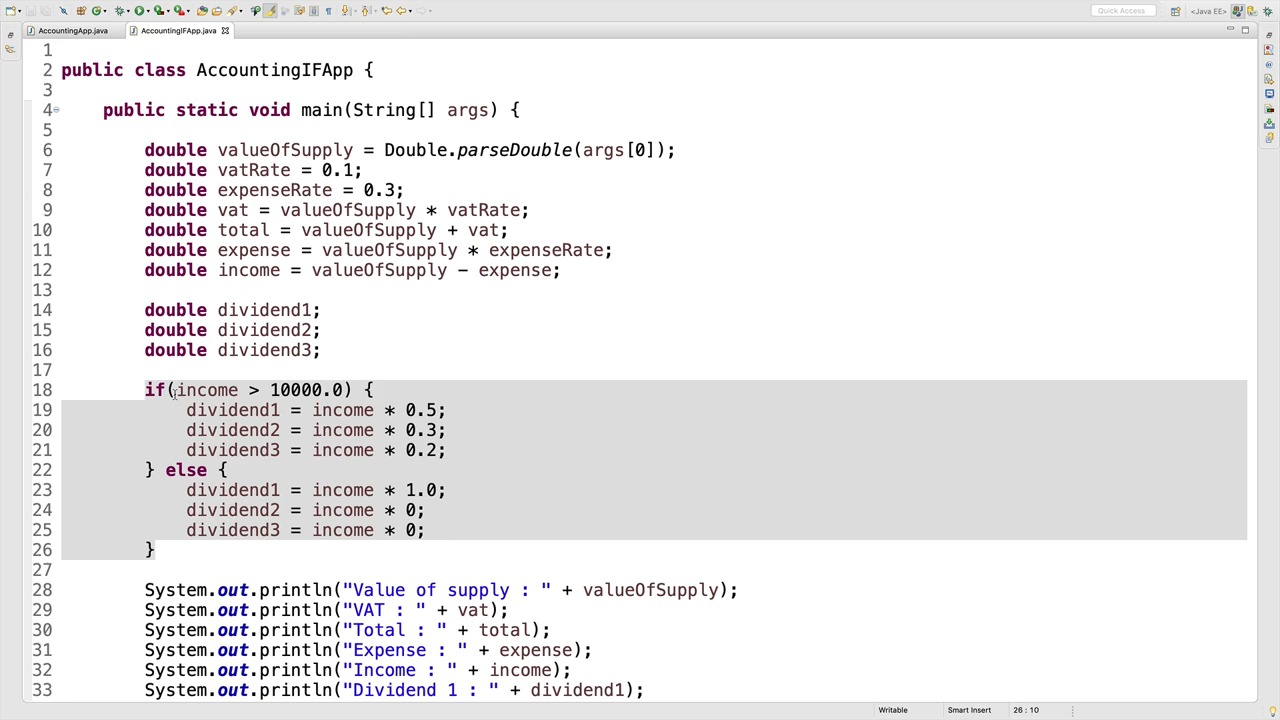 Quick Access
<Java EE>
AccountingApp.java
AccountingIFApp.java
1
2 public class AccountingIFApp {
3
4 public static void main(String[] args) {
5
6 double valueOfSupply = Double.parseDouble(args[0]);
7 double vatRate = 0.1;
8 double expenseRate = 0.3;
9 double vat = valueOfSupply * vatRate;
10 double total = valueOfSupply + vat;
11 double expense = valueOfSupply * expenseRate;
12 double income = valueOfSupply - expense;
13
14 double dividend1;
15 double dividend2;
16 double dividend3;
17
18 if(income > 10000.0) {
19 dividend1 = income * 0.5;
20 dividend2 = income * 0.3;
21 dividend3 = income * 0.2;
22 } else {
23 dividend1 = income * 1.0;
24 dividend2 = income * 0;
25 dividend3 = income * 0;
26 }
27
28 System.out.println("Value of supply : " + valueOfSupply);
29 System.out.println("VAT : " + vat);
30 System.out.println("Total : " + total);
31 System.out.println("Expense : " + expense);
32 System.out.println("Income : " + income);
33 System.out.println("Dividend 1 : " + dividend1);
Writable
Smart Insert
26 : 10